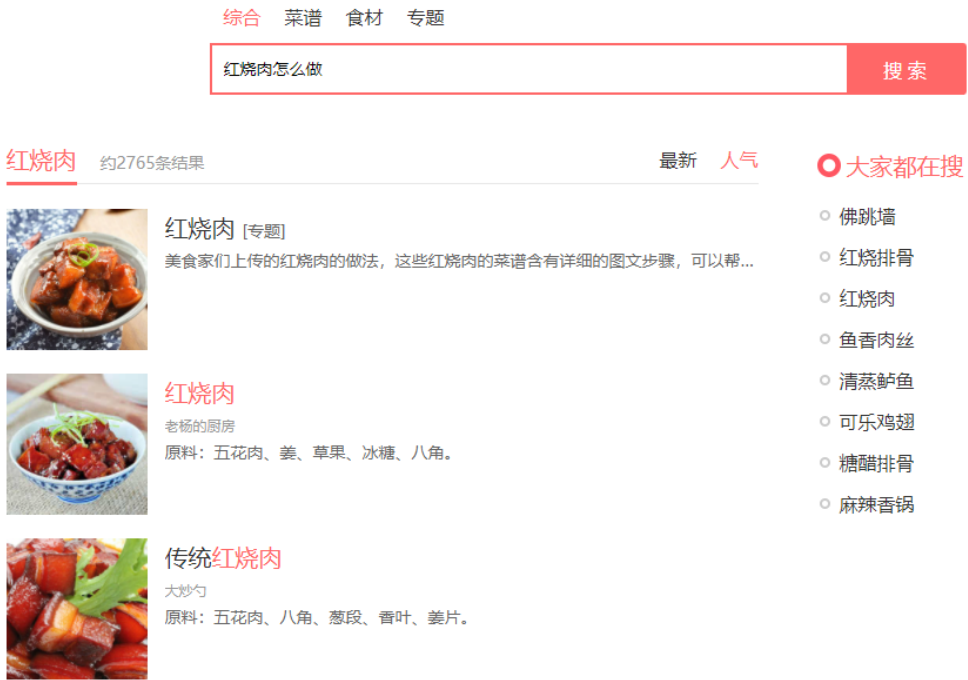 综合 菜谱 食材 专题
红烧肉怎么做 搜索
红烧肉 约2765条结果 最新 人气
红烧肉 [专题]
美食家们上传的红烧肉的做法，这些红烧肉的菜谱含有详细的图文步骤，可以帮...
红烧肉
老杨的厨房
原料：五花肉、姜、草果、冰糖、八角。
传统红烧肉
大炒勺
原料：五花肉、八角、葱段、香叶、姜片。
大家都在搜
佛跳墙
红烧排骨
红烧肉
鱼香肉丝
清蒸鲈鱼
可乐鸡翅
糖醋排骨
麻辣香锅